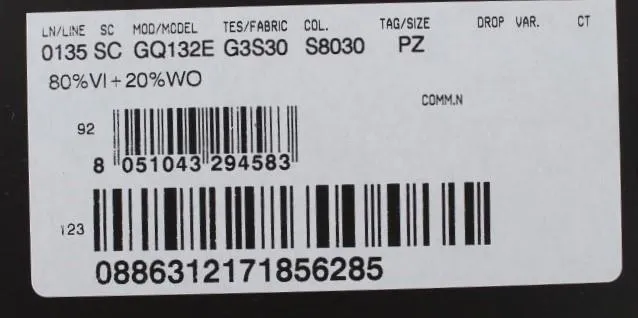 LN/LINE SC MOD/MODEL TES/FABRIC COL. TAG/SIZE DROP VAR. CT
0135 SC GQ132E G3S30 S8030 PZ
80%VI+20%WO
COMM.N
92
8 051043 294583
123
0886312171856285